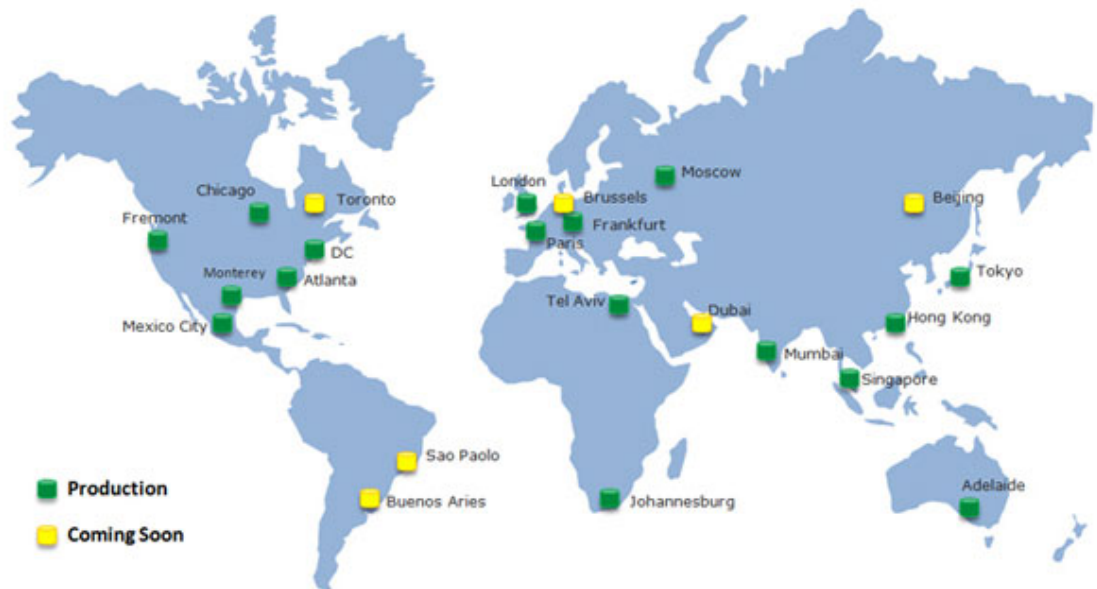 Moscow
London
Chicago
Brussels
Toronto
Beijing
Fremont
Frankfurt
Paris
DC
Monterey
Atlanta
Tokyo
Tel Aviv
Dubai
Mexico City
Hong Kong
Mumbai
Singapore
Sao Paolo
Production
Adelaide
Buenos Aries
Johannesburg
Coming Soon